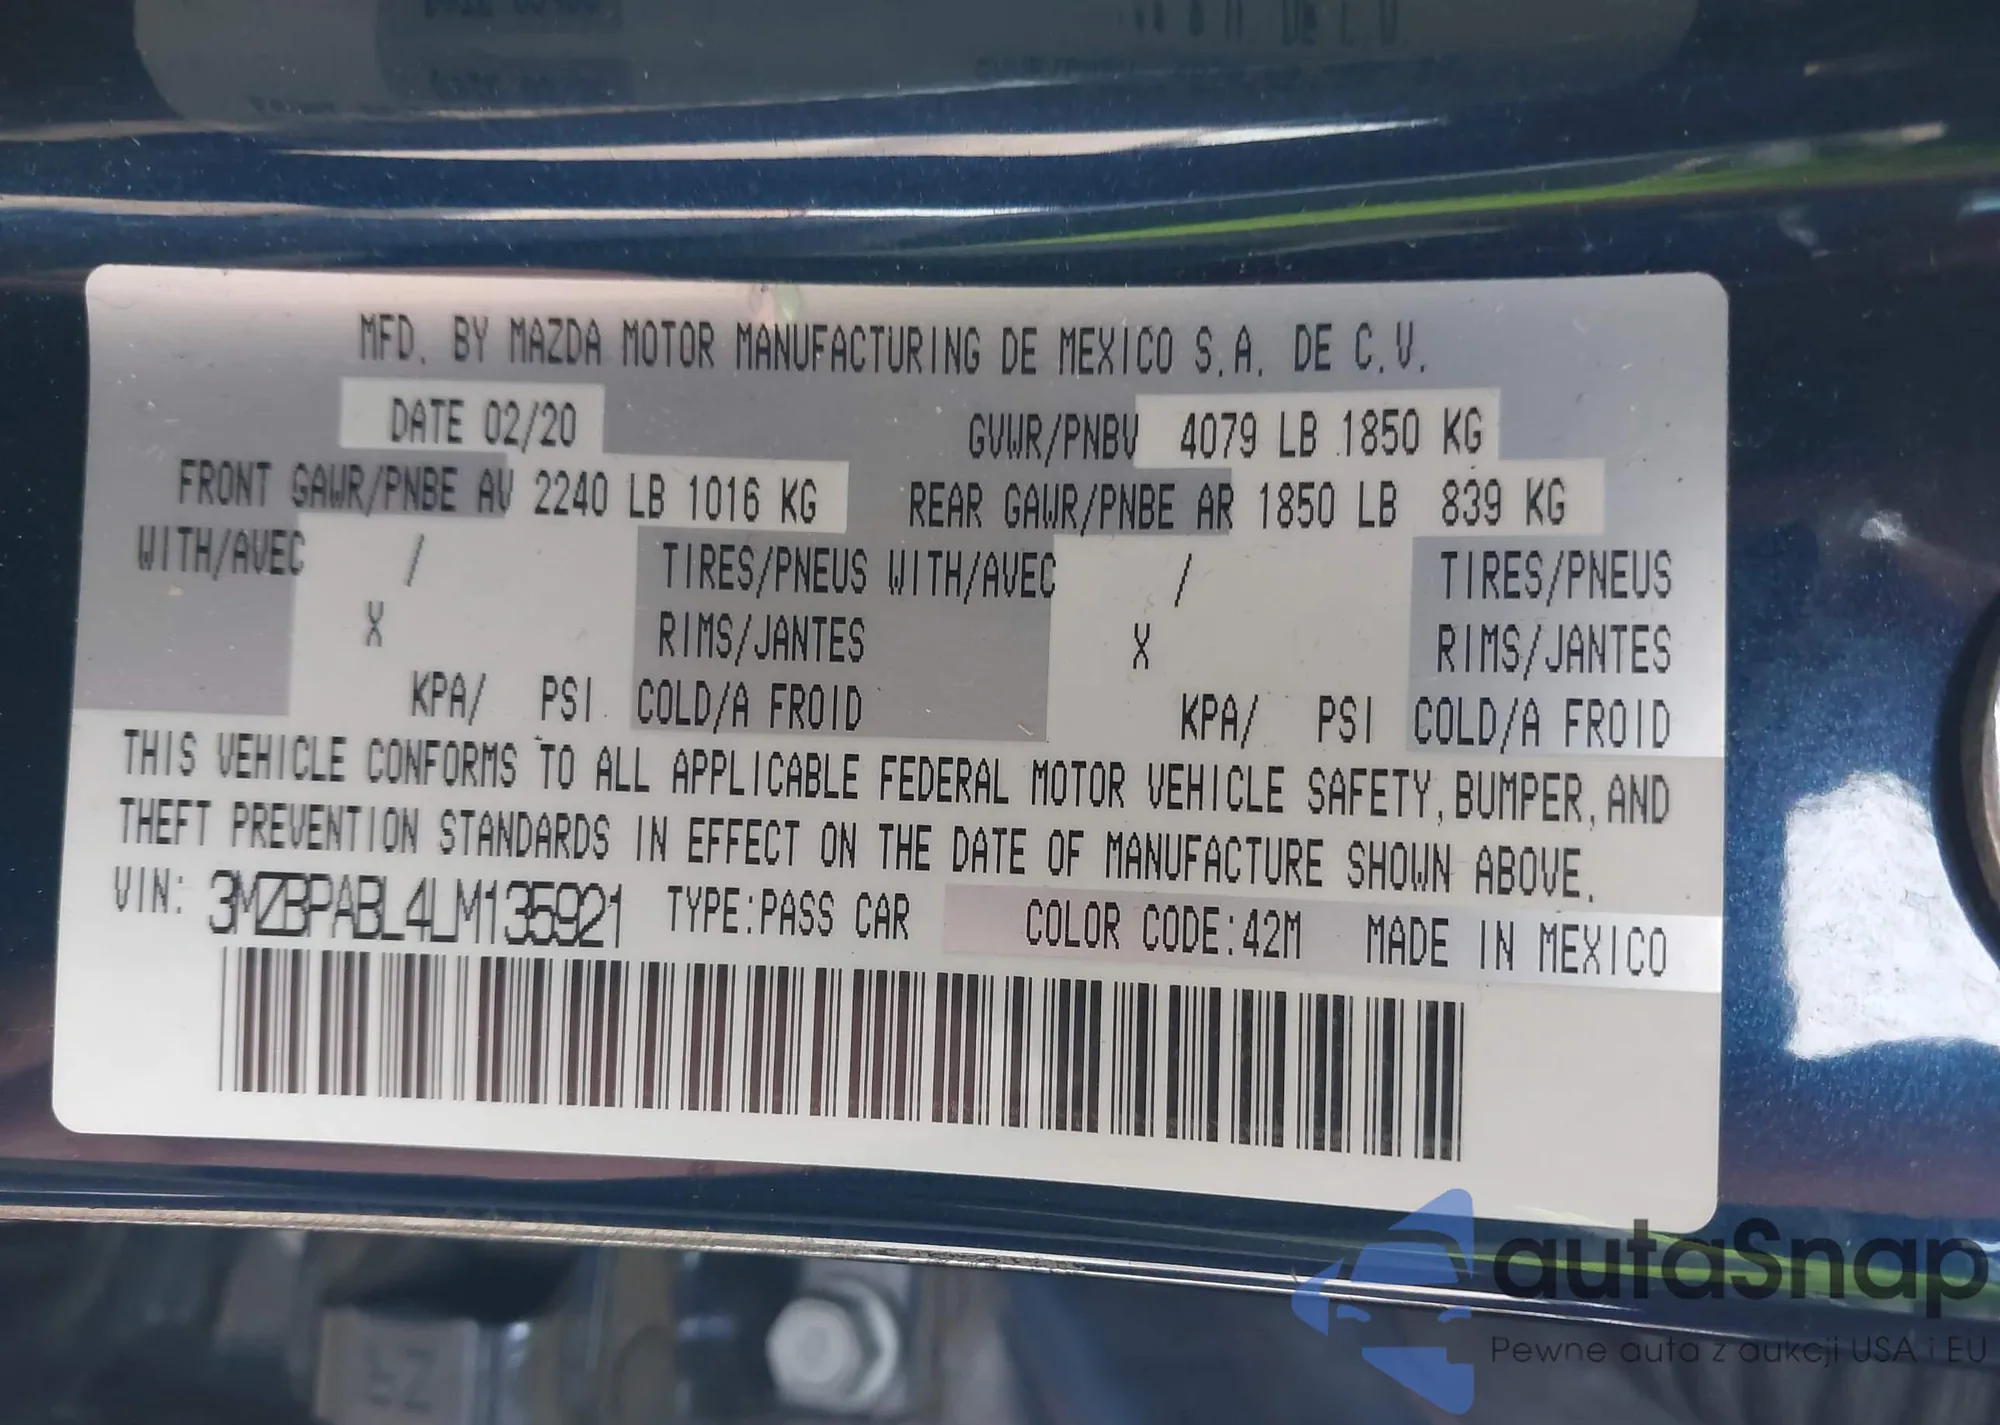 MFD. BY MAZDA MOTOR MANUFACTURING DE MEXICO S.A. DE C.V.
DATE 02/20 GVWR/PNBV 4079 LB 1850 KG
FRONT GAWR/PNBE AV 2240 LB 1016 KG REAR GAWR/PNBE AR 1850 LB 839 KG
WITH/AVEC / TIRES/PNEUS WITH/AVEC / TIRES/PNEUS
X RIMS/JANTES X RIMS/JANTES
KPA/ PSI COLD/A FROID KPA/ PSI COLD/A FROID
THIS VEHICLE CONFORMS TO ALL APPLICABLE FEDERAL MOTOR VEHICLE SAFETY, BUMPER, AND
THEFT PREVENTION STANDARDS IN EFFECT ON THE DATE OF MANUFACTURE SHOWN ABOVE.
VIN: 3MZBPABL4LM135921 TYPE:PASS CAR COLOR CODE:42M MADE IN MEXICO
autaSnap
Pewne auta z aukcji USA i EU